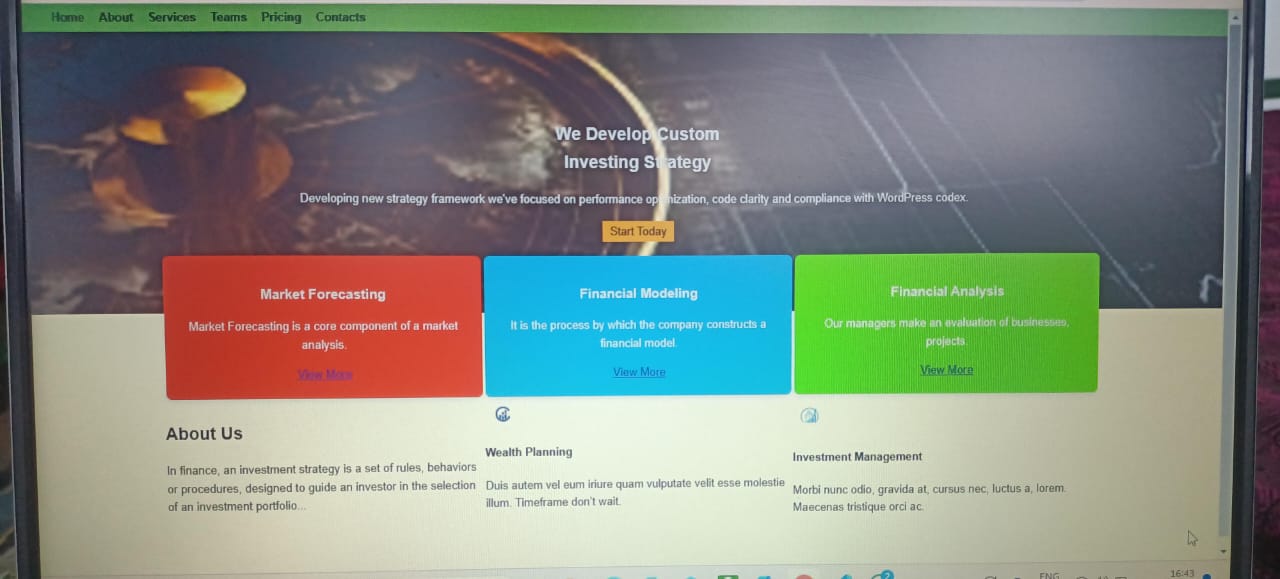 Home About Services Teams Pricing Contacts
We Develop Custom
Investing Strategy
Developing new strategy framework we've focused on performance optimization, code clarity and compliance with WordPress codex.
Start Today
Market Forecasting
Market Forecasting is a core component of a market
analysis.
View More
Financial Modeling
It is the process by which the company constructs a
financial model.
View More
Financial Analysis
Our managers make an evaluation of businesses,
projects.
View More
About Us
In finance, an investment strategy is a set of rules, behaviors
or procedures, designed to guide an investor in the selection
of an investment portfolio...
Wealth Planning
Duis autem vel eum iriure quam vulputate velit esse molestie
illum. Timeframe don't wait.
Investment Management
Morbi nunc odio, gravida at, cursus nec, luctus a, lorem.
Maecenas tristique orci ac.
2
ENG
16:43